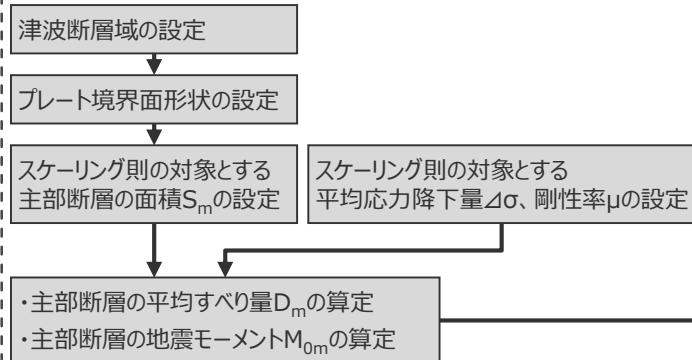 津波断層域の設定
プレート境界面形状の設定
スケーリング則の対象とする
主部断層の面積Smの設定
スケーリング則の対象とする
平均応力降下量⊿σ、剛性率μの設定
・主部断層の平均すべり量Dmの算定
・主部断層の地震モーメントM0mの算定